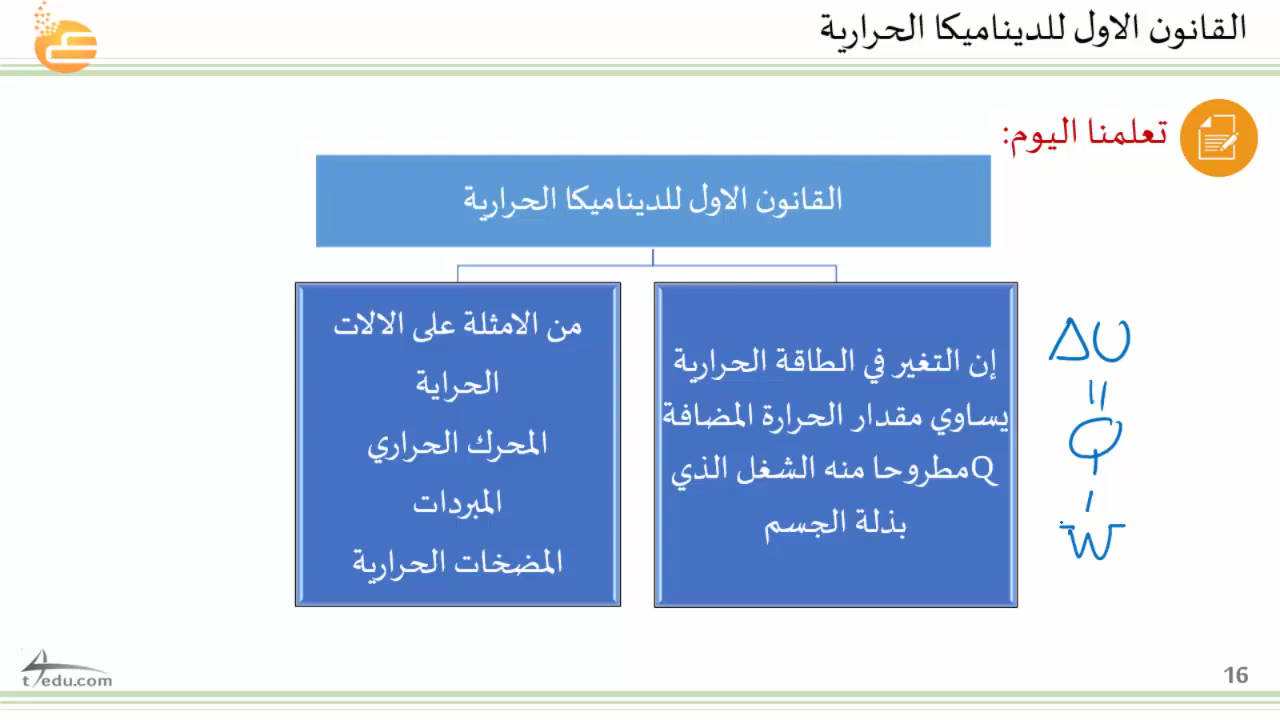 القانون الاول للديناميكا الحرارية
تعلمنا اليوم:
القانون الاول للديناميكا الحرارية
إن التغير في الطاقة الحرارية
يساوي مقدار الحرارة المضافة
Qمطروحا منه الشغل الذي
بذلة الجسم
من الامثلة على الالات
الحراية
المحرك الحراري
المبردات
المضخات الحرارية
ΔU
=
Q
-
W
t4edu.com
16